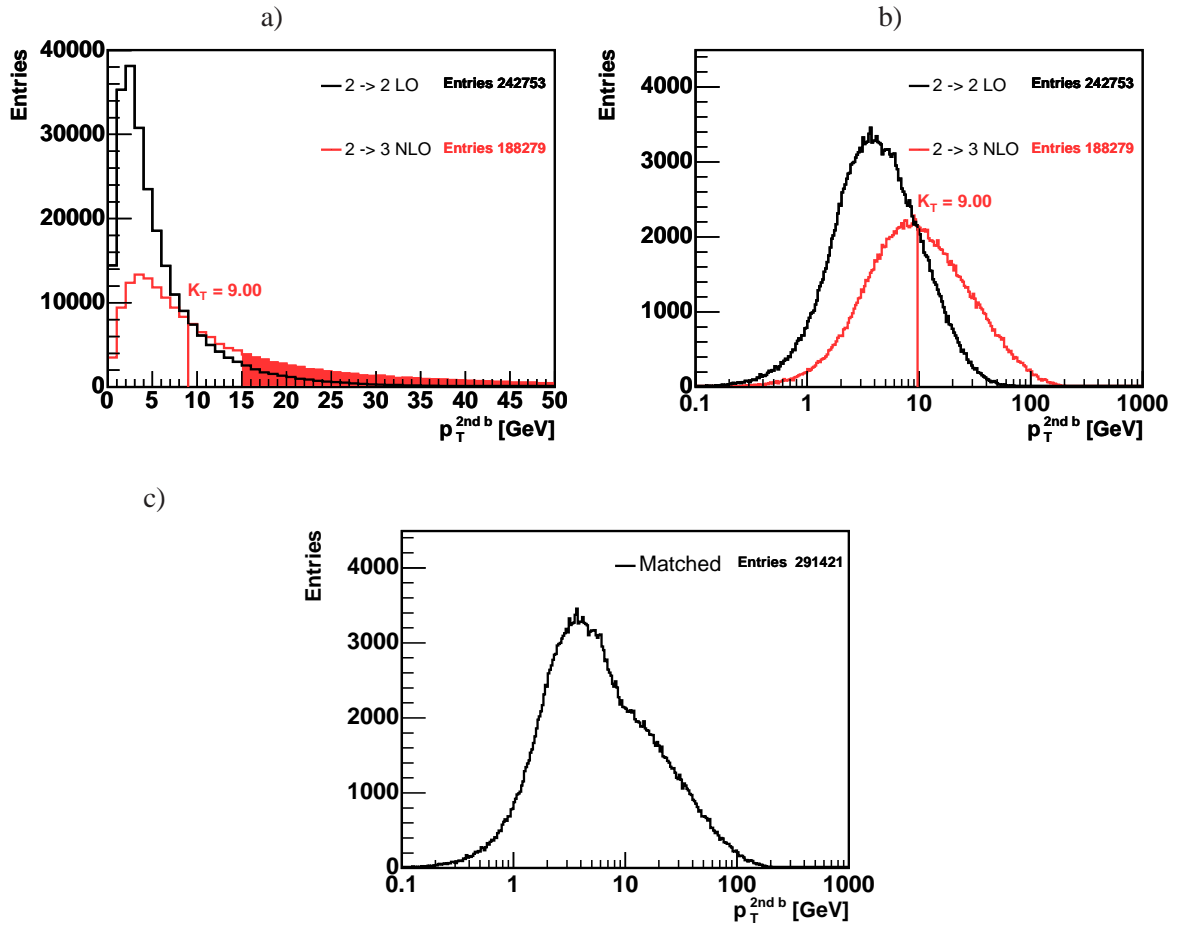 a)
Entries
40000
35000
30000
25000
20000
15000
10000
5000
0
2 -> 2 LO Entries 242753
2 -> 3 NLO Entries 188279
K_T = 9.00
0 5 10 15 20 25 30 35 40 45 50
p_T^2nd b [GeV]
b)
Entries
4000
3000
2000
1000
0
2 -> 2 LO Entries 242753
2 -> 3 NLO Entries 188279
K_T = 9.00
0.1 1 10 100 1000
p_T^2nd b [GeV]
c)
Entries
4000
3000
2000
1000
0
Matched Entries 291421
0.1 1 10 100 1000
p_T^2nd b [GeV]